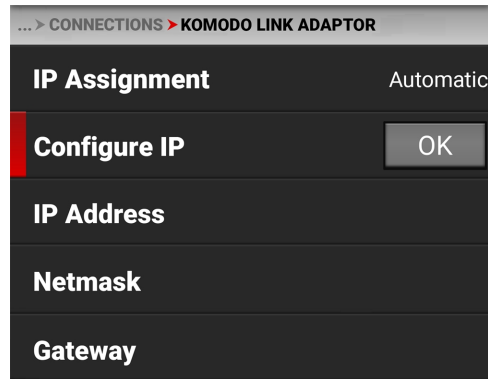 ... > CONNECTIONS > KOMODO LINK ADAPTOR
IP Assignment Automatic
Configure IP OK
IP Address
Netmask
Gateway